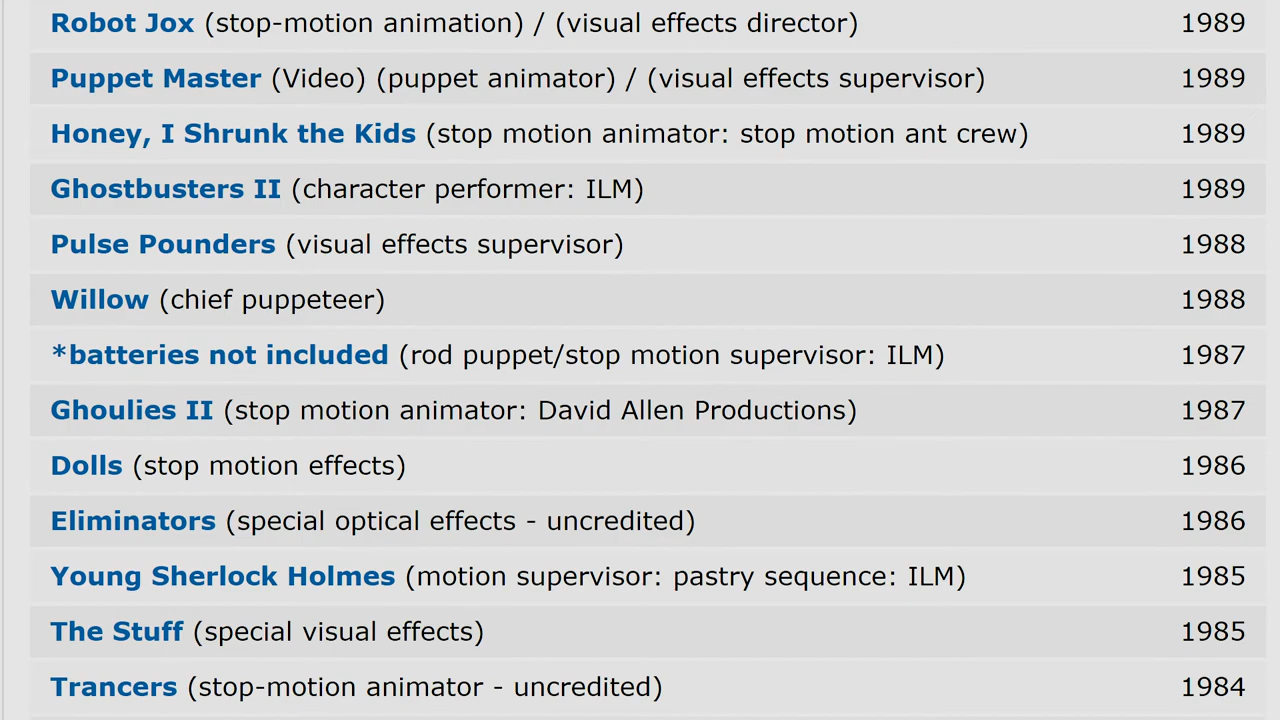 Robot Jox (stop-motion animation) / (visual effects director) 1989
Puppet Master (Video) (puppet animator) / (visual effects supervisor) 1989
Honey, I Shrunk the Kids (stop motion animator: stop motion ant crew) 1989
Ghostbusters II (character performer: ILM) 1989
Pulse Pounders (visual effects supervisor) 1988
Willow (chief puppeteer) 1988
*batteries not included (rod puppet/stop motion supervisor: ILM) 1987
Ghoulies II (stop motion animator: David Allen Productions) 1987
Dolls (stop motion effects) 1986
Eliminators (special optical effects - uncredited) 1986
Young Sherlock Holmes (motion supervisor: pastry sequence: ILM) 1985
The Stuff (special visual effects) 1985
Trancers (stop-motion animator - uncredited) 1984